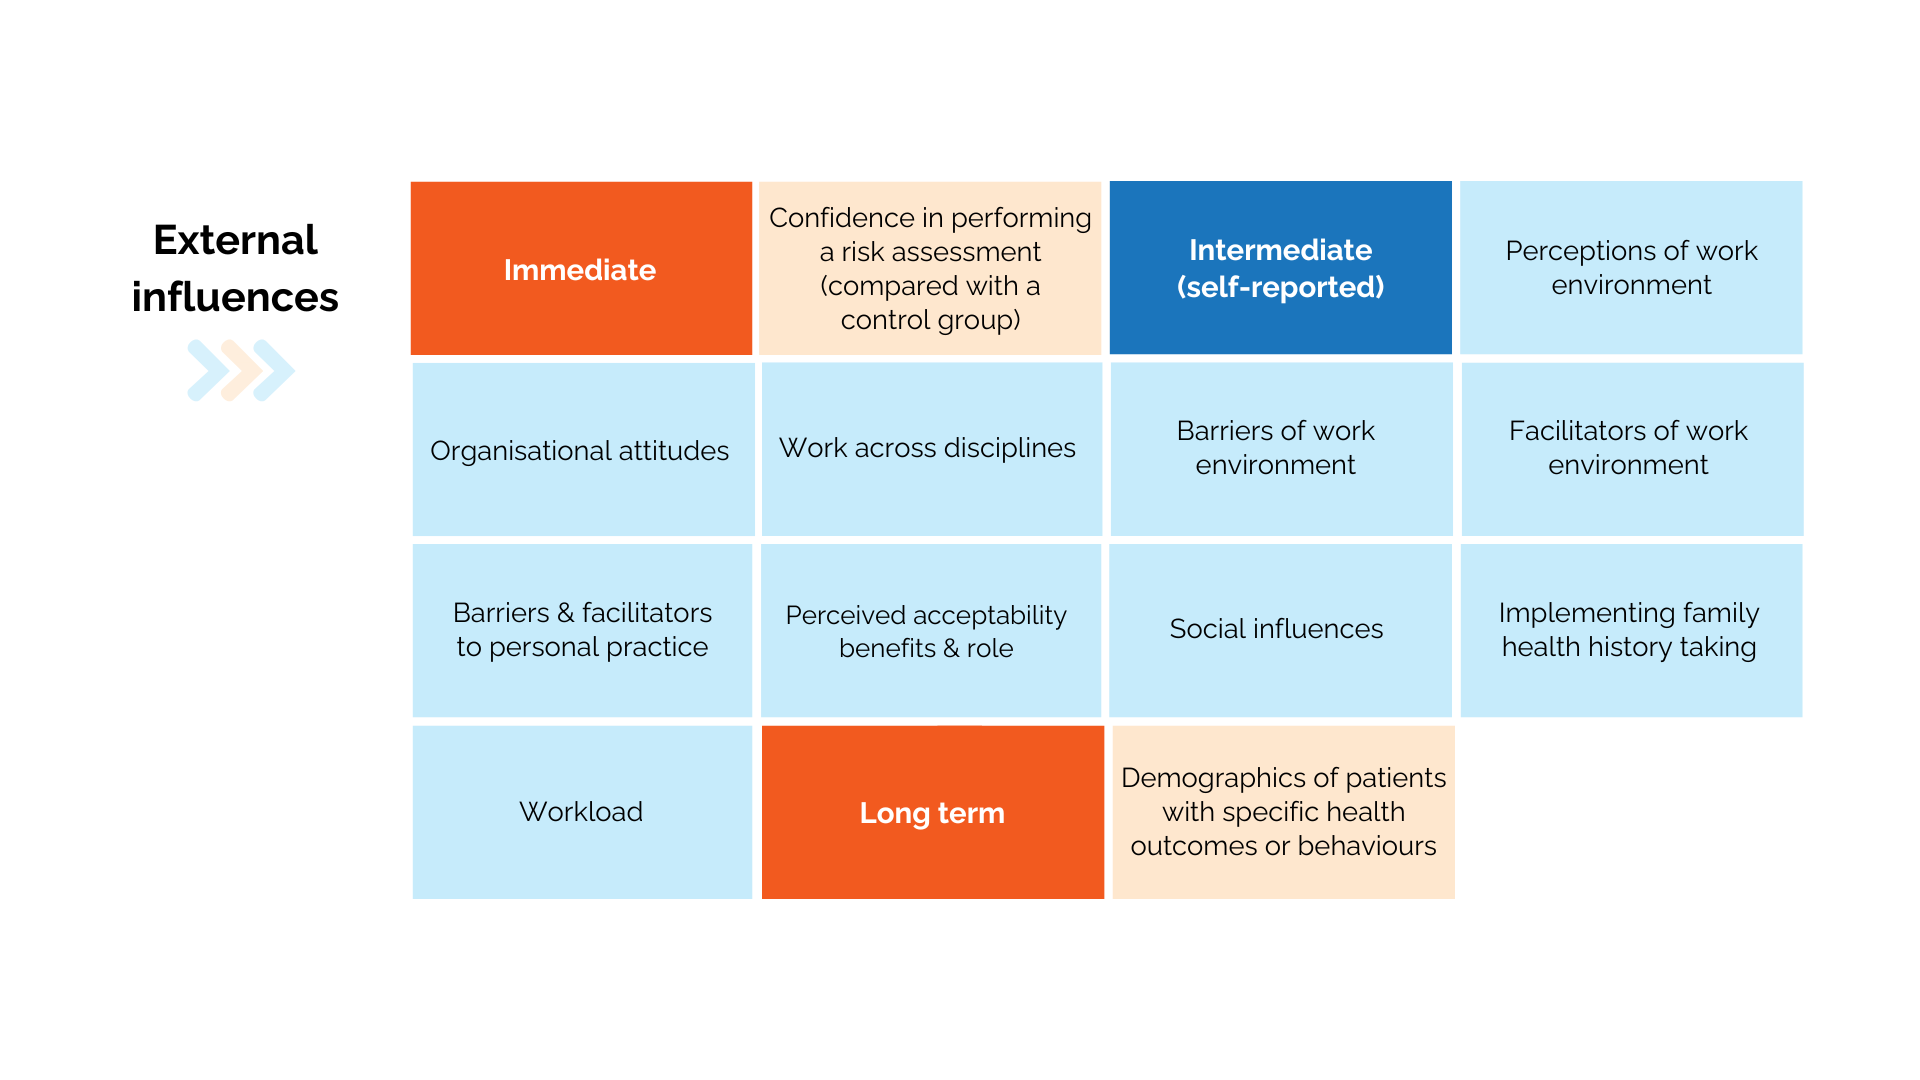 External
influences
Immediate
Confidence in performing
a risk assessment
(compared with a
control group)
Intermediate
(self-reported)
Perceptions of work
environment
Organisational attitudes
Work across disciplines
Barriers of work
environment
Facilitators of work
environment
Barriers & facilitators
to personal practice
Perceived acceptability
benefits & role
Social influences
Implementing family
health history taking
Workload
Long term
Demographics of patients
with specific health
outcomes or behaviours